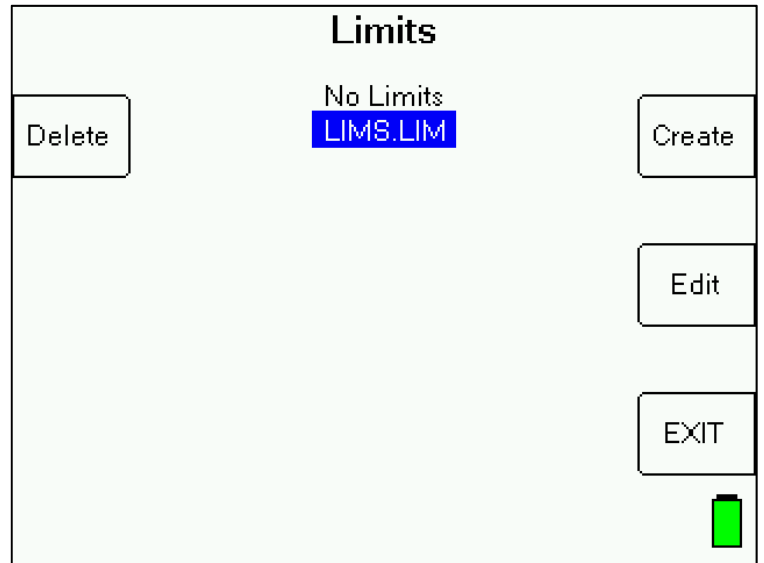 Limits
No Limits
LIMS.LIM
Delete
Create
Edit
EXIT